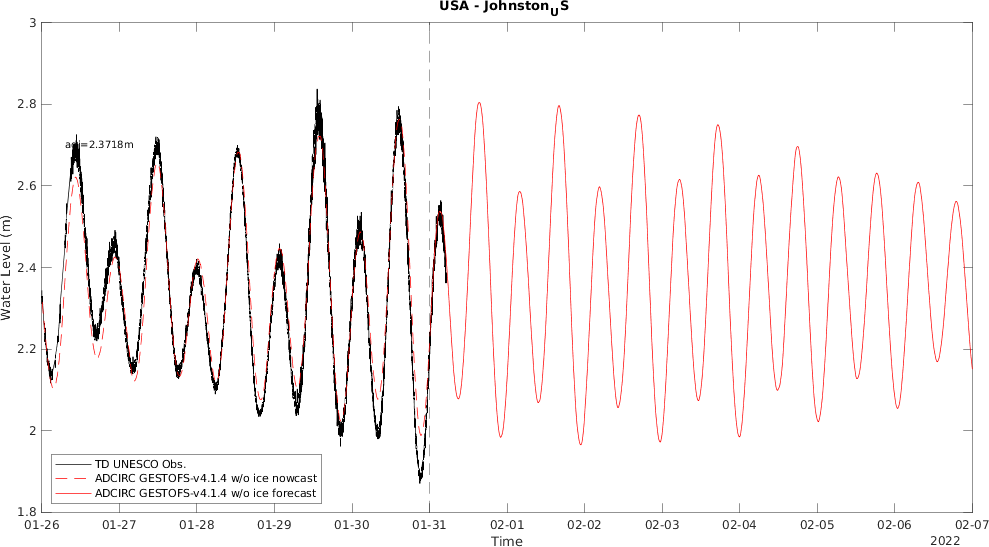 USA - Johnston_US
adj=2.3718m
3
2.8
2.6
2.4
2.2
2
1.8
Water Level (m)
TD UNESCO Obs.
ADCIRC GESTOFS-v4.1.4 w/o ice nowcast
ADCIRC GESTOFS-v4.1.4 w/o ice forecast
01-26 01-27 01-28 01-29 01-30 01-31 02-01 02-02 02-03 02-04 02-05 02-06 02-07
Time
2022